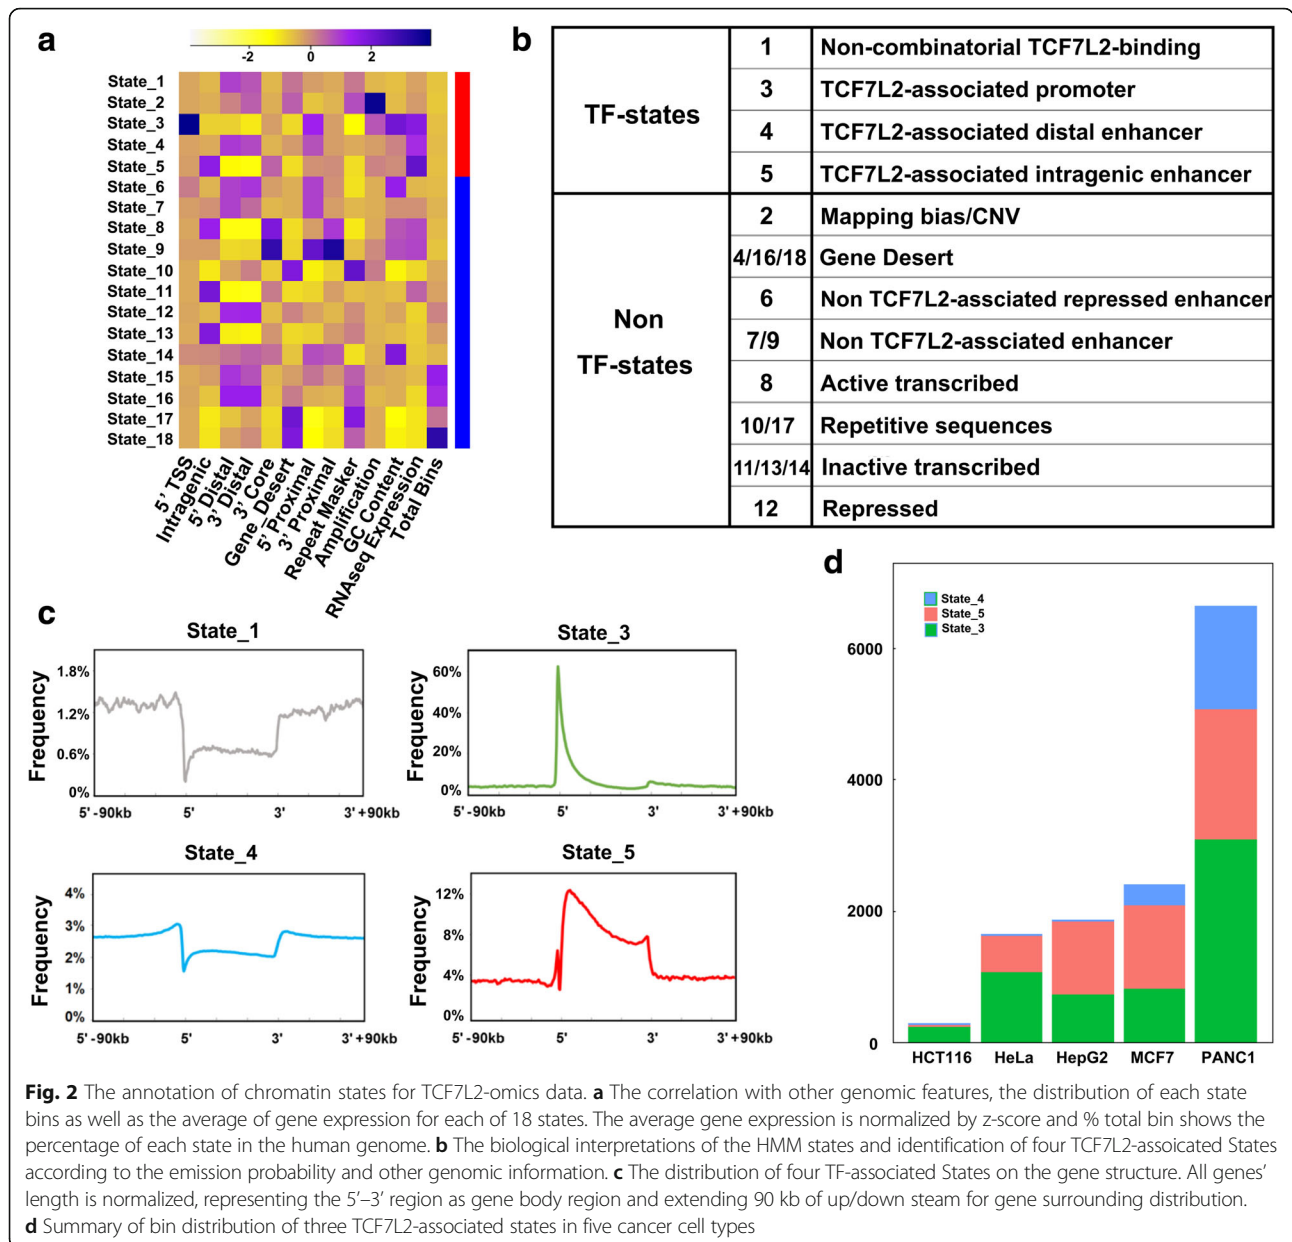 a
-2
0
2
State_1
State_2
State_3
State_4
State_5
State_6
State_7
State_8
State_9
State_10
State_11
State_12
State_13
State_14
State_15
State_16
State_17
State_18
5' TSS
Intragenic
5' Distal
3' Distal
3' Core
Gene_Desert
5' Proximal
3' Proximal
Repeat Masker
Amplification
GC Content
RNAseq Expression
Total Bins
b
TF-states
1 Non-combinatorial TCF7L2-binding
3 TCF7L2-associated promoter
4 TCF7L2-associated distal enhancer
5 TCF7L2-associated intragenic enhancer
Non
TF-states
2 Mapping bias/CNV
4/16/18 Gene Desert
6 Non TCF7L2-assciated repressed enhancer
7/9 Non TCF7L2-assciated enhancer
8 Active transcribed
10/17 Repetitive sequences
11/13/14 Inactive transcribed
12 Repressed
c
State_1
Frequency
1.8%
1.2%
0.6%
0%
5' -90kb 5' 3' 3' +90kb
State_3
Frequency
60%
40%
20%
0%
5' -90kb 5' 3' 3' +90kb
State_4
Frequency
4%
3%
2%
1%
0%
5' -90kb 5' 3' 3' +90kb
State_5
Frequency
12%
8%
4%
0%
5' -90kb 5' 3' 3' +90kb
d
State_4
State_5
State_3
6000
4000
2000
0
HCT116 HeLa HepG2 MCF7 PANC1
Fig. 2 The annotation of chromatin states for TCF7L2-omics data. a The correlation with other genomic features, the distribution of each state
bins as well as the average of gene expression for each of 18 states. The average gene expression is normalized by z-score and % total bin shows the
percentage of each state in the human genome. b The biological interpretations of the HMM states and identification of four TCF7L2-assoicated States
according to the emission probability and other genomic information. c The distribution of four TF-associated States on the gene structure. All genes'
length is normalized, representing the 5′–3′ region as gene body region and extending 90 kb of up/down steam for gene surrounding distribution.
d Summary of bin distribution of three TCF7L2-associated states in five cancer cell types